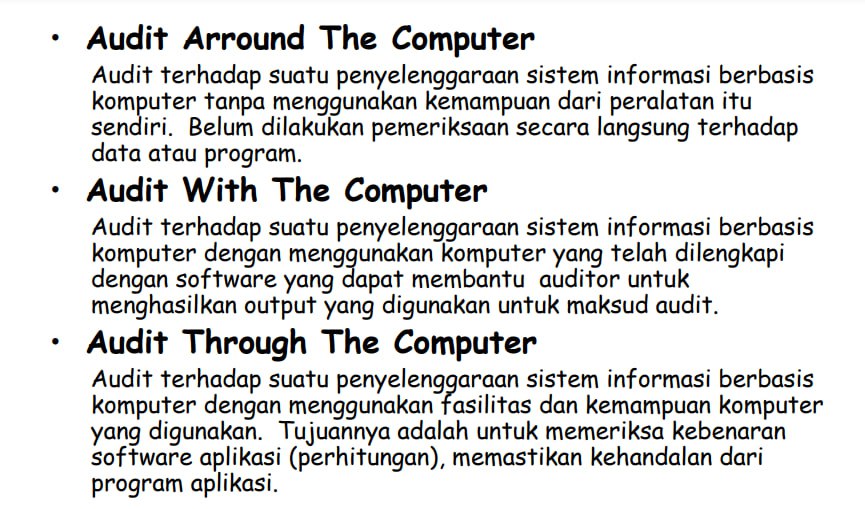 • Audit Arround The Computer
Audit terhadap suatu penyelenggaraan sistem informasi berbasis
komputer tanpa menggunakan kemampuan dari peralatan itu
sendiri. Belum dilakukan pemeriksaan secara langsung terhadap
data atau program.
• Audit With The Computer
Audit terhadap suatu penyelenggaraan sistem informasi berbasis
komputer dengan menggunakan komputer yang telah dilengkapi
dengan software yang dapat membantu auditor untuk
menghasilkan output yang digunakan untuk maksud audit.
• Audit Through The Computer
Audit terhadap suatu penyelenggaraan sistem informasi berbasis
komputer dengan menggunakan fasilitas dan kemampuan komputer
yang digunakan. Tujuannya adalah untuk memeriksa kebenaran
software aplikasi (perhitungan), memastikan kehandalan dari
program aplikasi.